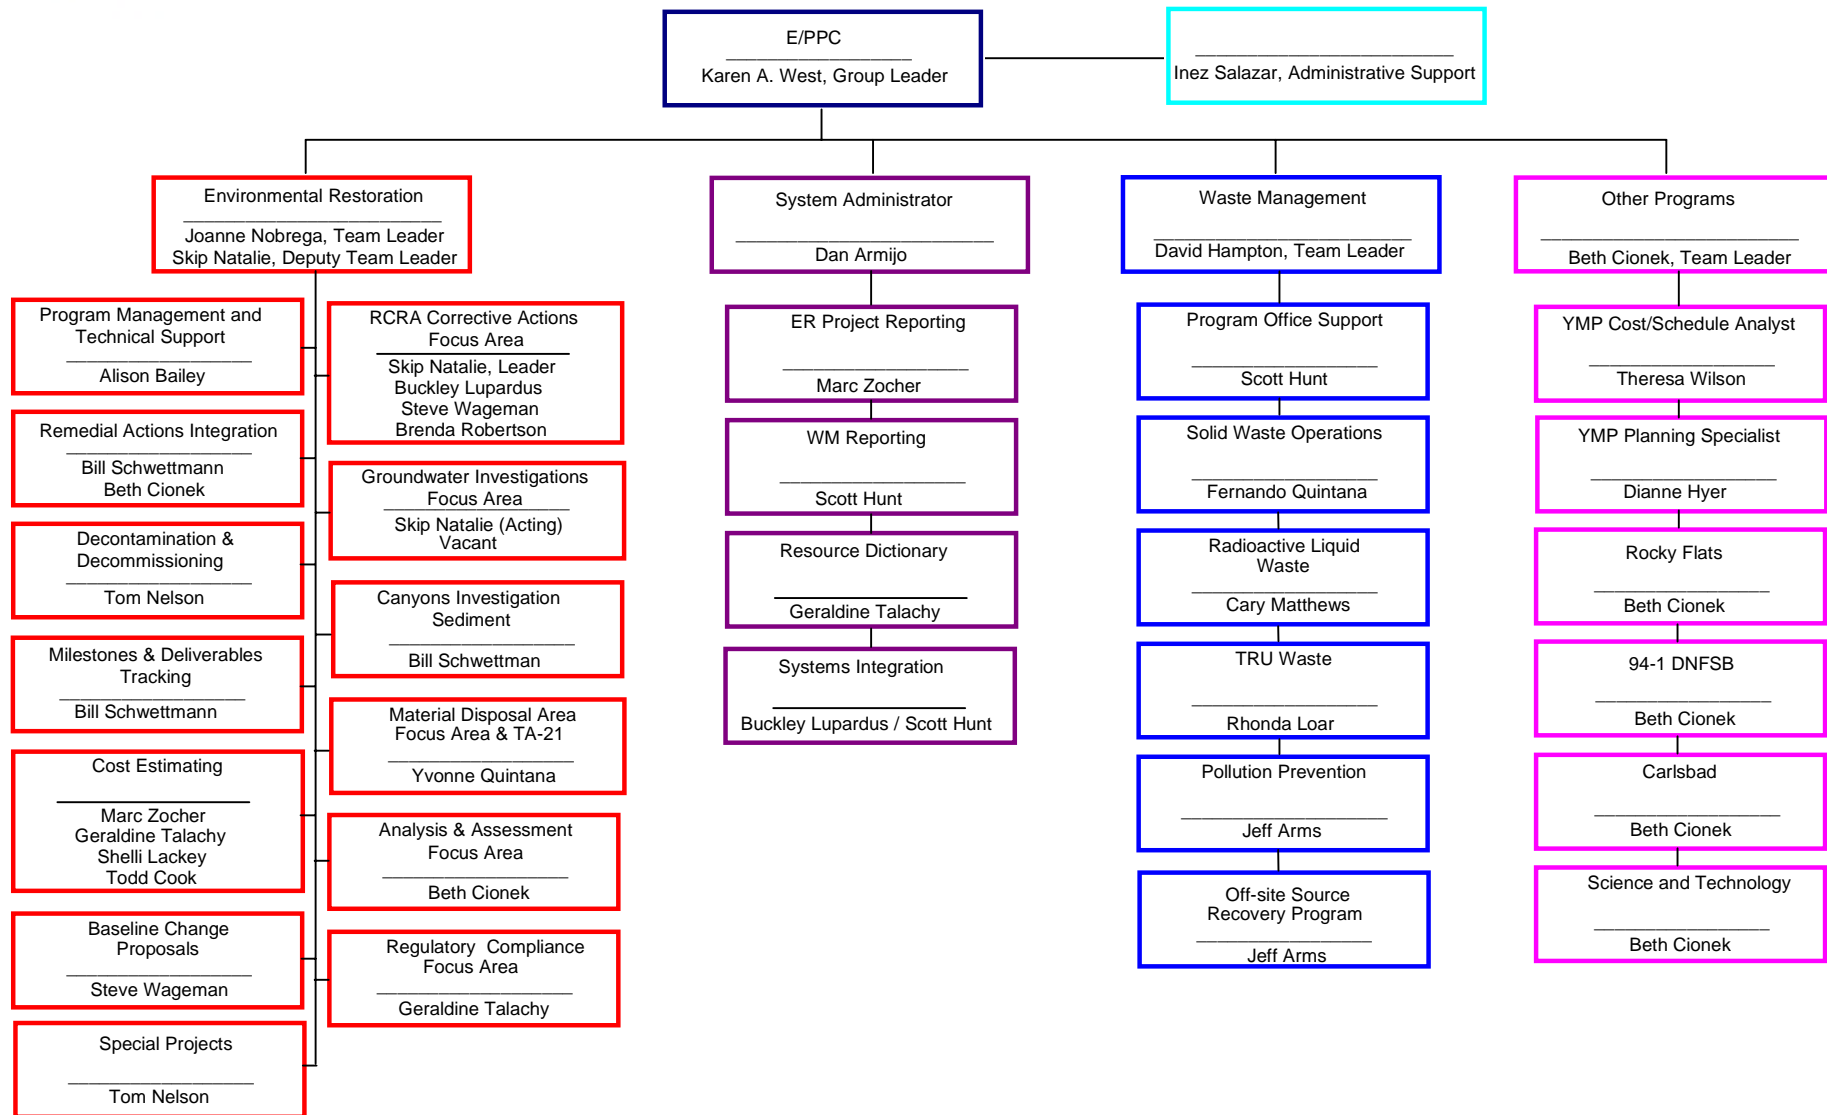 E/PPC
Karen A. West, Group Leader
Inez Salazar, Administrative Support
Environmental Restoration
Joanne Nobrega, Team Leader
Skip Natalie, Deputy Team Leader
System Administrator
Dan Armijo
Waste Management
David Hampton, Team Leader
Other Programs
Beth Cionek, Team Leader
Program Management and
Technical Support
Alison Bailey
Remedial Actions Integration
Bill Schwettmann
Beth Cionek
Decontamination &
Decommissioning
Tom Nelson
Milestones & Deliverables
Tracking
Bill Schwettmann
Cost Estimating
Marc Zocher
Geraldine Talachy
Shelli Lackey
Todd Cook
Baseline Change
Proposals
Steve Wageman
Special Projects
Tom Nelson
RCRA Corrective Actions
Focus Area
Skip Natalie, Leader
Buckley Lupardus
Steve Wageman
Brenda Robertson
Groundwater Investigations
Focus Area
Skip Natalie (Acting)
Vacant
Canyons Investigation
Sediment
Bill Schwettman
Material Disposal Area
Focus Area & TA-21
Yvonne Quintana
Analysis & Assessment
Focus Area
Beth Cionek
Regulatory Compliance
Focus Area
Geraldine Talachy
ER Project Reporting
Marc Zocher
WM Reporting
Scott Hunt
Resource Dictionary
Geraldine Talachy
Systems Integration
Buckley Lupardus / Scott Hunt
Program Office Support
Scott Hunt
Solid Waste Operations
Fernando Quintana
Radioactive Liquid
Waste
Cary Matthews
TRU Waste
Rhonda Loar
Pollution Prevention
Jeff Arms
Off-site Source
Recovery Program
Jeff Arms
YMP Cost/Schedule Analyst
Theresa Wilson
YMP Planning Specialist
Dianne Hyer
Rocky Flats
Beth Cionek
94-1 DNFSB
Beth Cionek
Carlsbad
Beth Cionek
Science and Technology
Beth Cionek